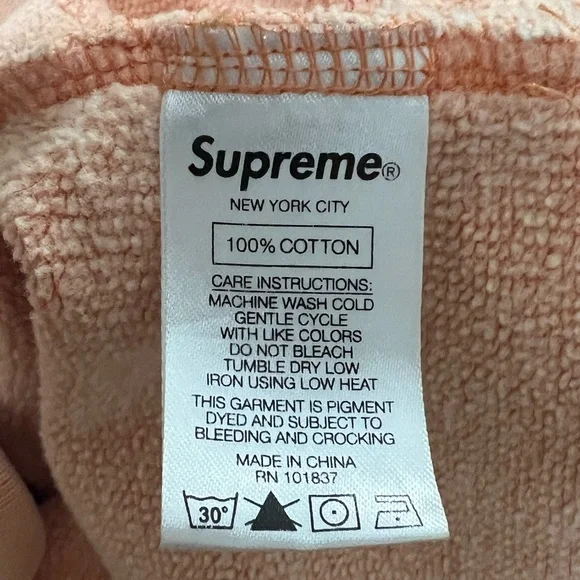 Supreme®
NEW YORK CITY
100% COTTON
CARE INSTRUCTIONS:
MACHINE WASH COLD
GENTLE CYCLE
WITH LIKE COLORS
DO NOT BLEACH
TUMBLE DRY LOW
IRON USING LOW HEAT
THIS GARMENT IS PIGMENT
DYED AND SUBJECT TO
BLEEDING AND CROCKING
MADE IN CHINA
RN 101837
30°